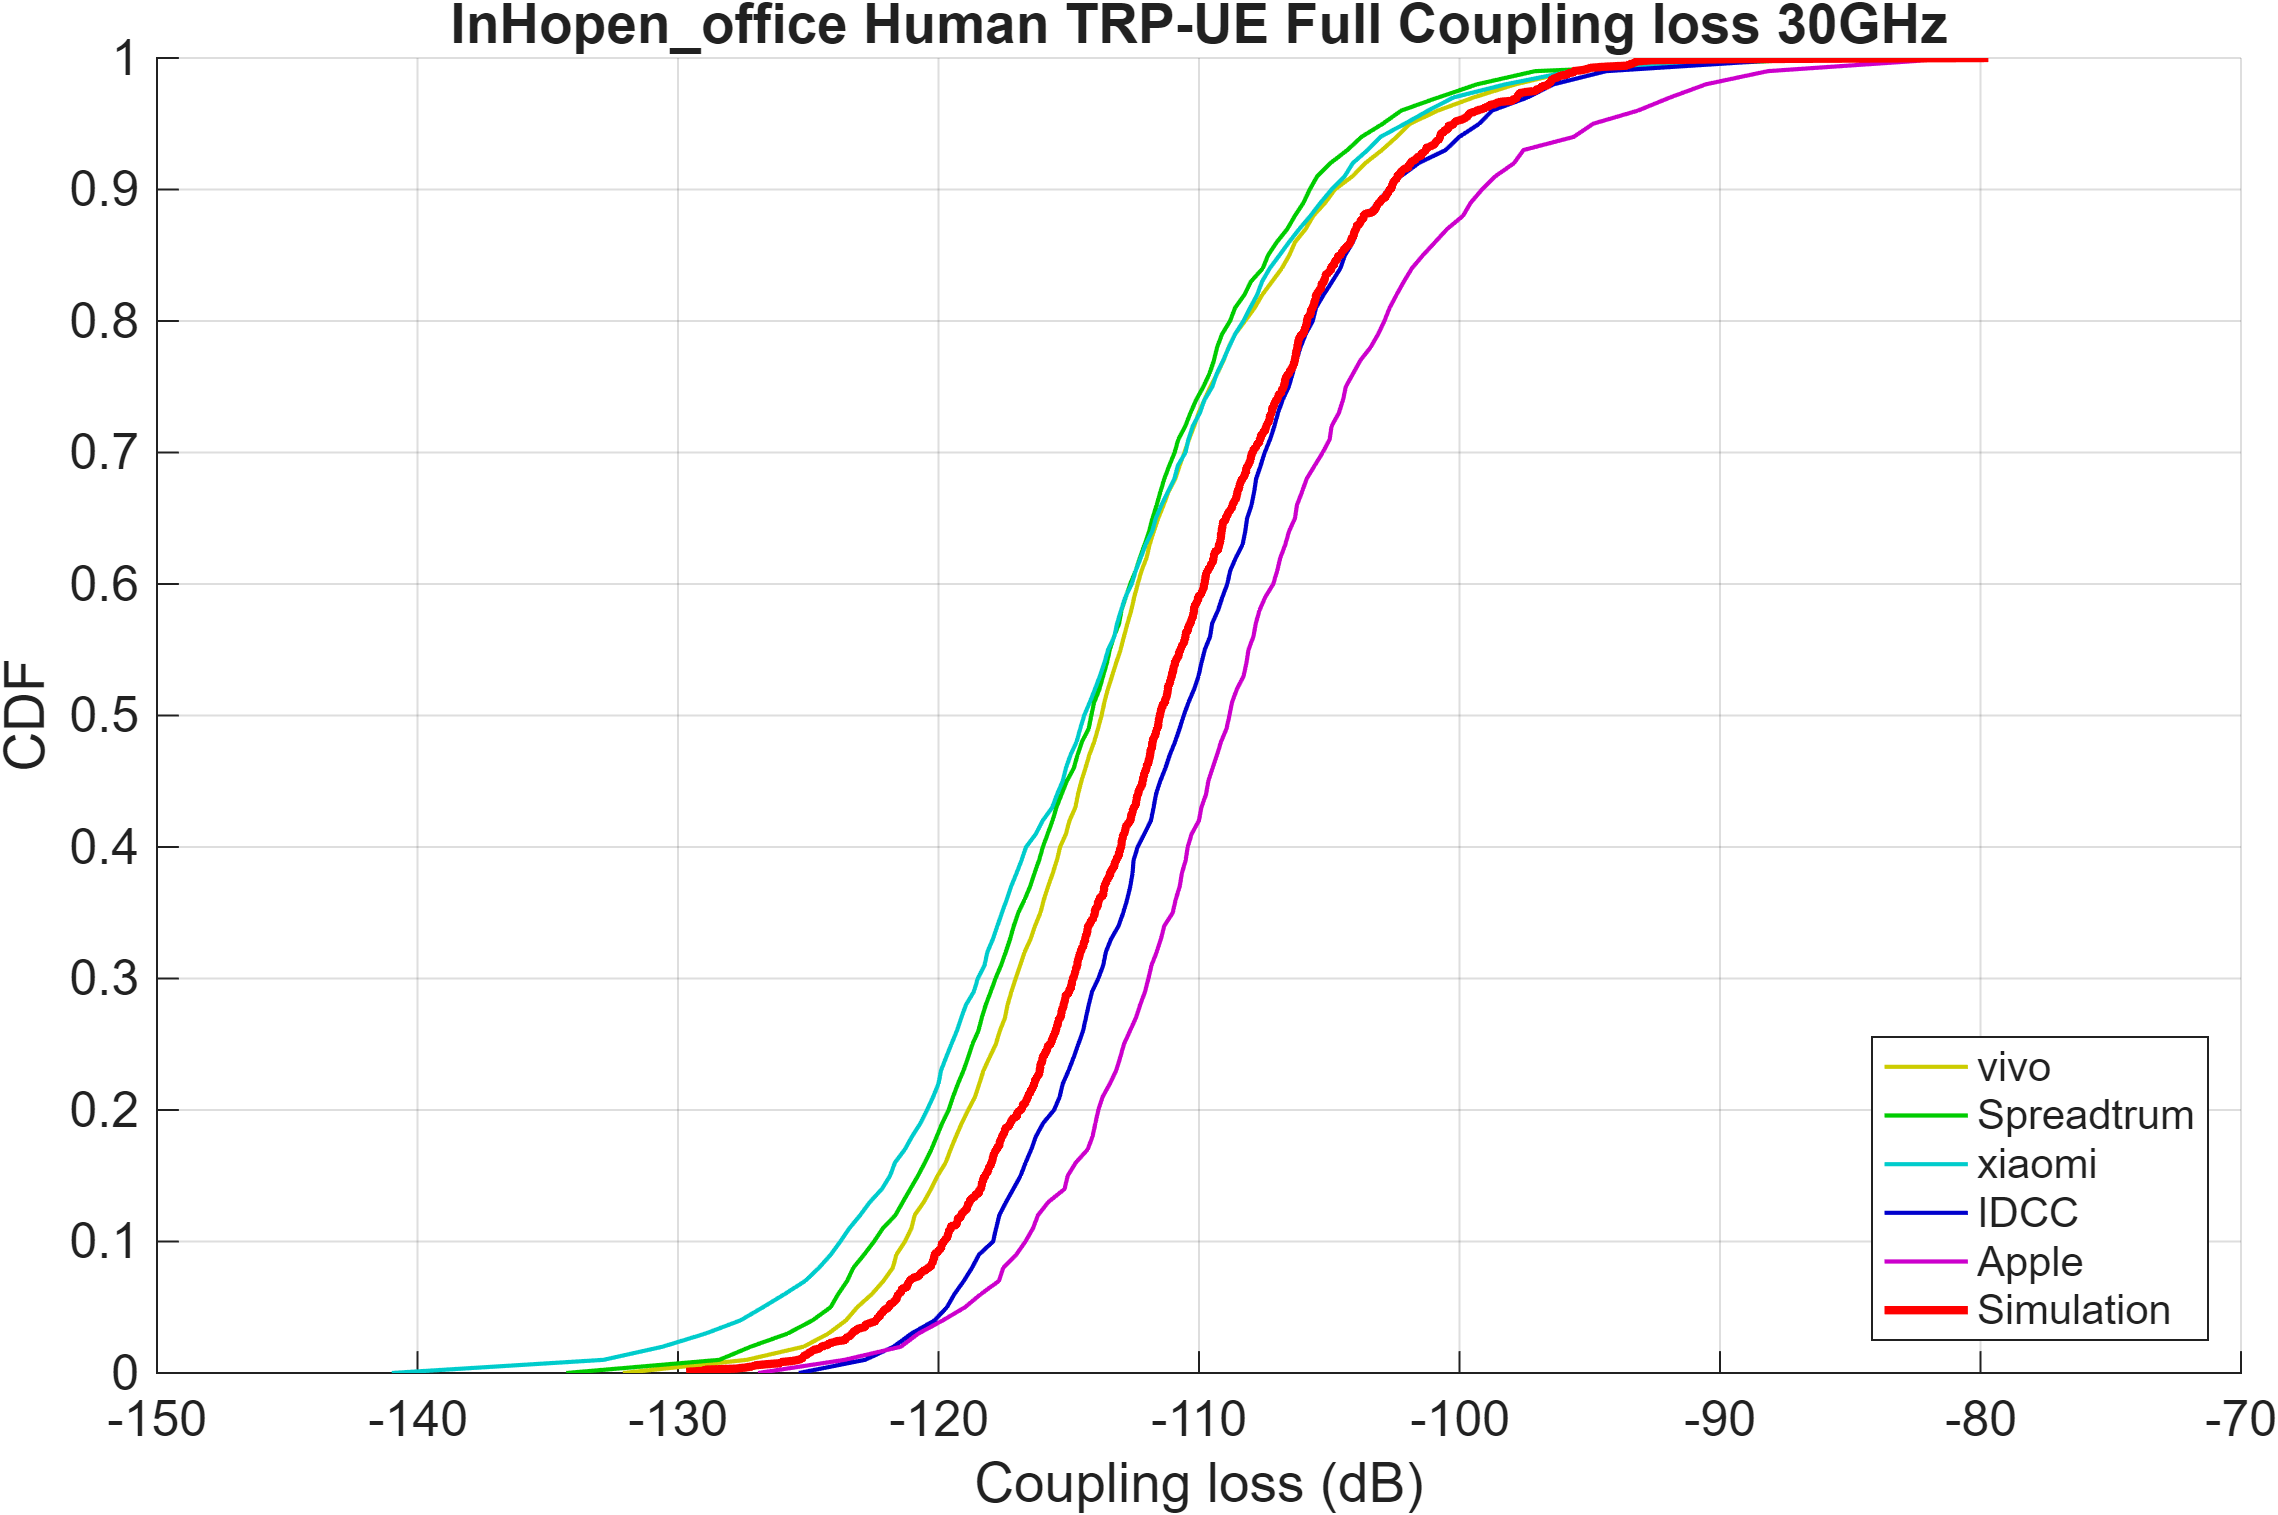 InHopen_office Human TRP-UE Full Coupling loss 30GHz
1
0.9
0.8
0.7
0.6
0.5
0.4
0.3
0.2
0.1
0
CDF
-150 -140 -130 -120 -110 -100 -90 -80 -70
Coupling loss (dB)
vivo
Spreadtrum
xiaomi
IDCC
Apple
Simulation